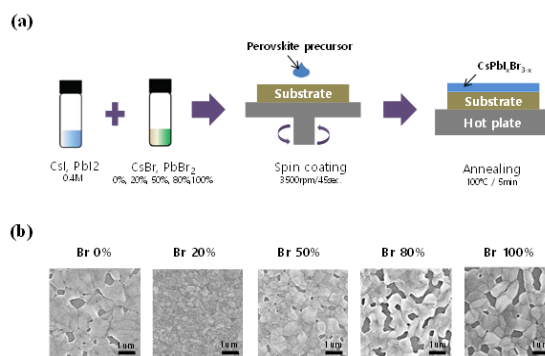 (a)
Perovskite precursor
Substrate
CsPbIxBr3-x
Substrate
Hot plate
CsI, PbI2
0.4M
CsBr, PbBr2
0%, 20%, 50%, 80%,100%
Spin coating
3500rpm/45sec.
Annealing
100℃ / 5min
(b)
Br 0%
Br 20%
Br 50%
Br 80%
Br 100%
1um
1um
1um
1um
1um